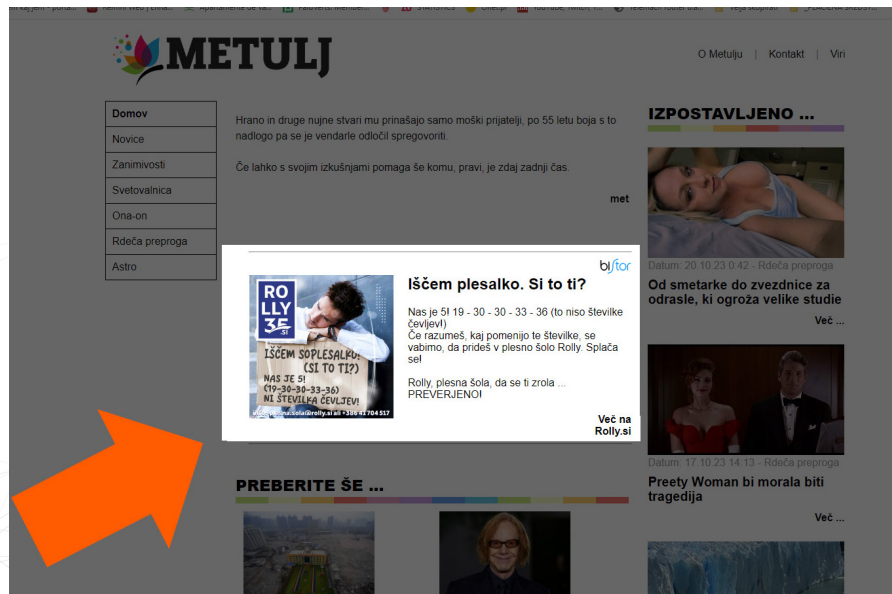 METULJ
O Metulju | Kontakt | Viri
Domov
Novice
Zanimivosti
Svetovalnica
Ona-on
Rdeča preproga
Astro
Hrano in druge nujne stvari mu prinašajo samo moški prijatelji, po 55 letu boja s to
nadlogo pa se je vendarle odločil spregovoriti.
Če lahko s svojim izkušnjami pomaga še komu, pravi, je zdaj zadnji čas.
met
bistor
ROLLY
35
.SI
IŠČEM SOPLESALKO!
(SI TO TI?)
NAS JE 5!
(19-30-30-33-36)
NI ŠTEVILKA ČEVLJEV!
Iščem plesalko. Si to ti?
Nas je 5! 19 - 30 - 30 - 33 - 36 (to niso številke
čevljev!)
Če razumeš, kaj pomenijo te številke, se
vabimo, da prideš v plesno šolo Rolly. Splača
se!
Rolly, plesna šola, da se ti zrola ...
PREVERJENO!
Več na
Rolly.si
PREBERITE ŠE ...
IZPOSTAVLJENO ...
Datum: 20.10.23 0:42 - Rdeča preproga
Od smetarke do zvezdnice za
odrasle, ki ogroža velike studie
Več ...
Datum: 17.10.23 14:13 - Rdeča preproga
Preety Woman bi morala biti
tragedija
Več ...